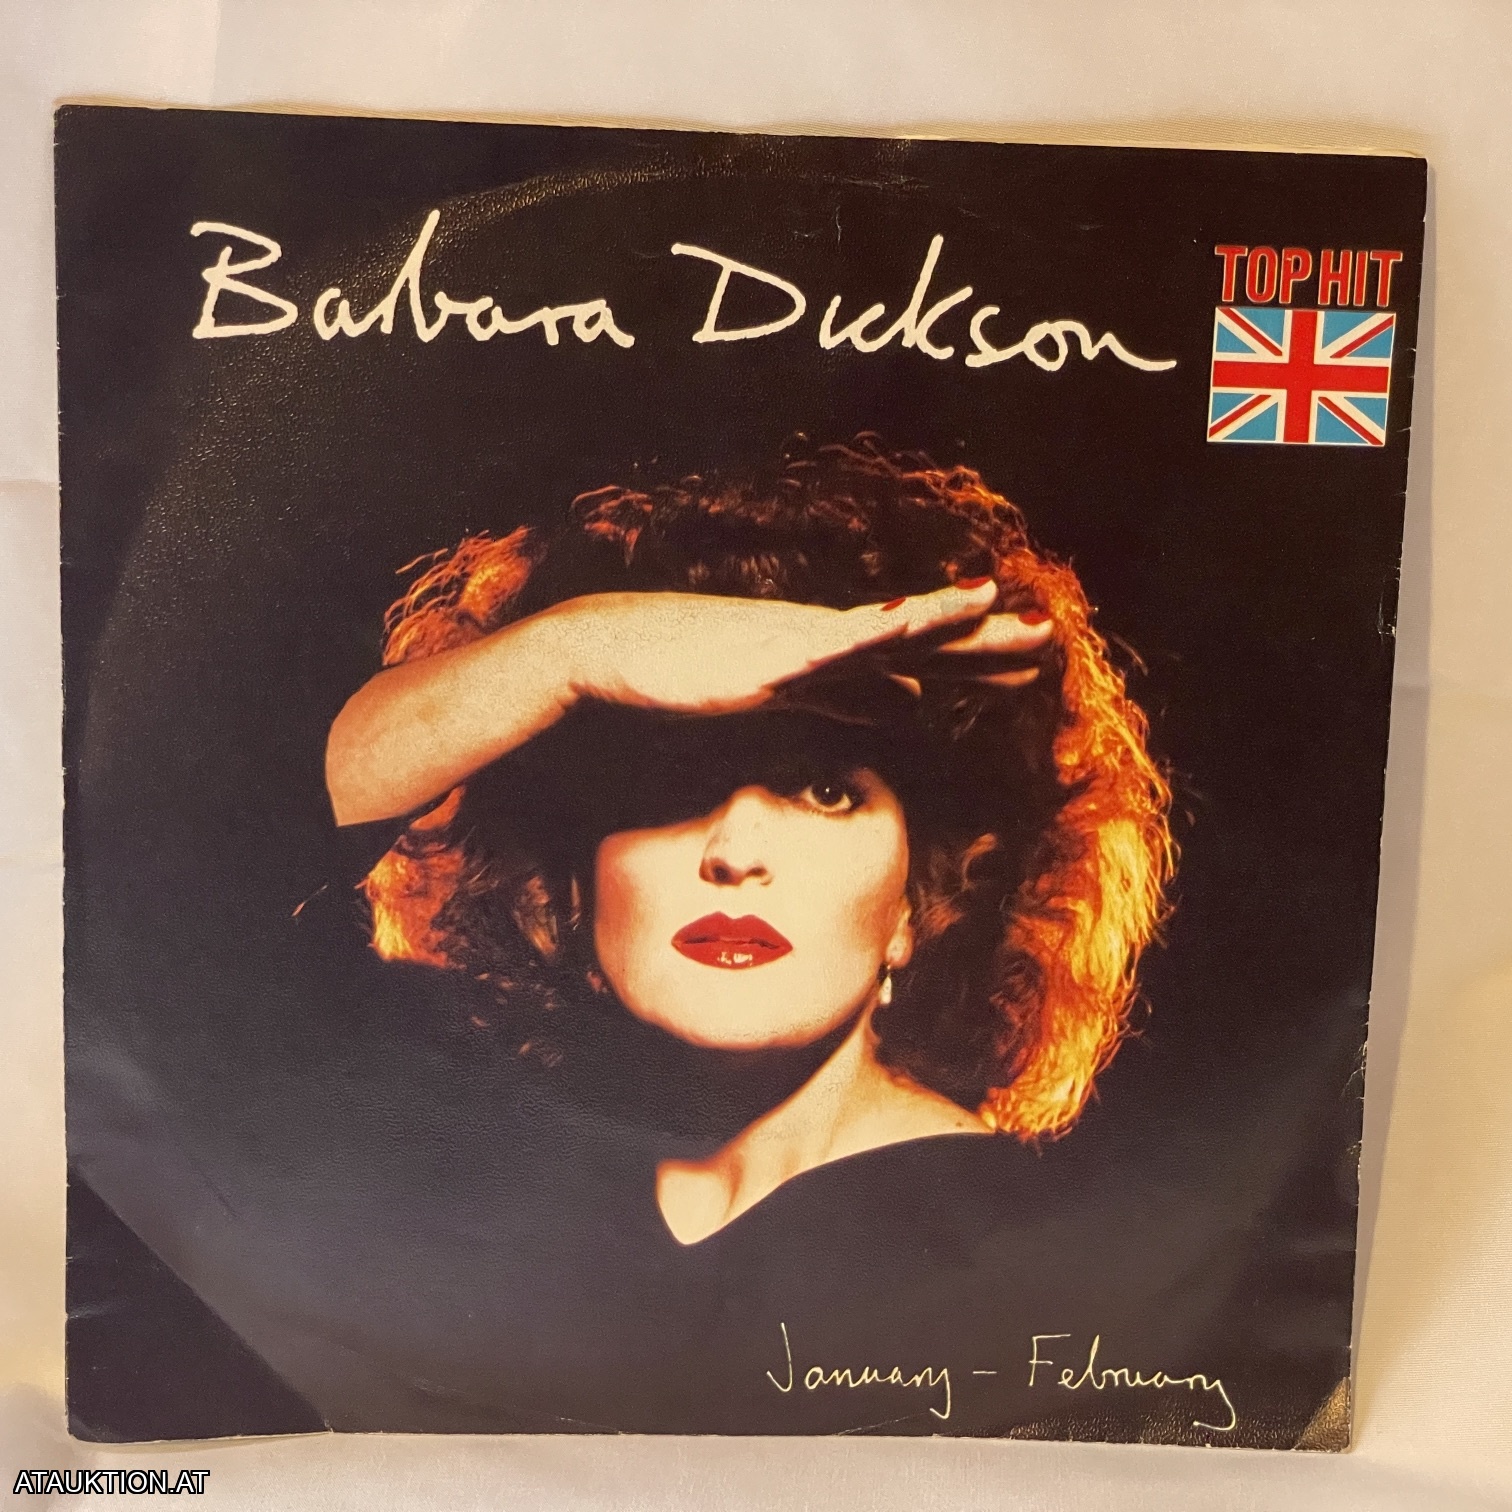 Barbara Dickson
TOP HIT
January – February
ATAUKTION.AT